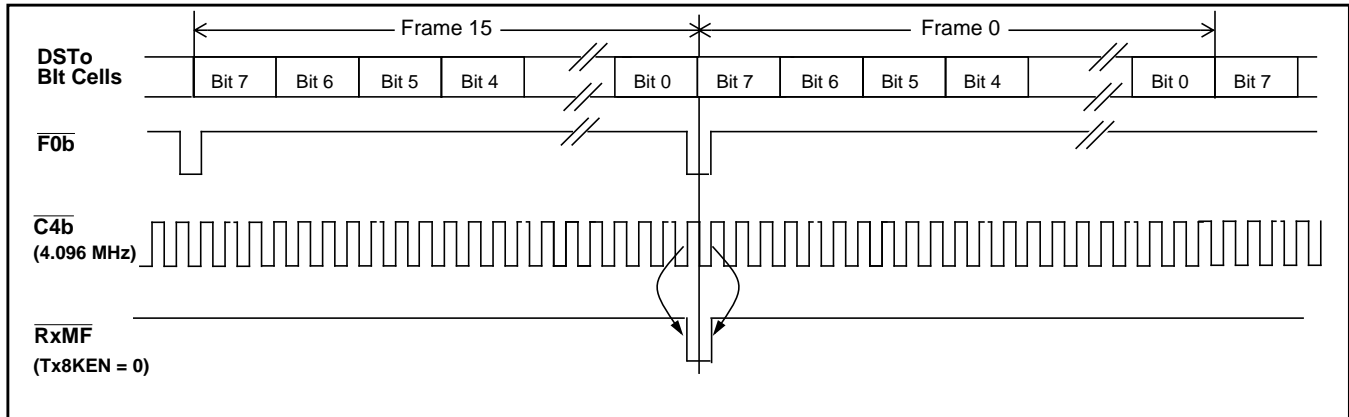 Frame 15 Frame 0
DSTo
BIt Cells
Bit 7 Bit 6 Bit 5 Bit 4 Bit 0 Bit 7 Bit 6 Bit 5 Bit 4 Bit 0 Bit 7
F0b
C4b
(4.096 MHz)
RxMF
(Tx8KEN = 0)